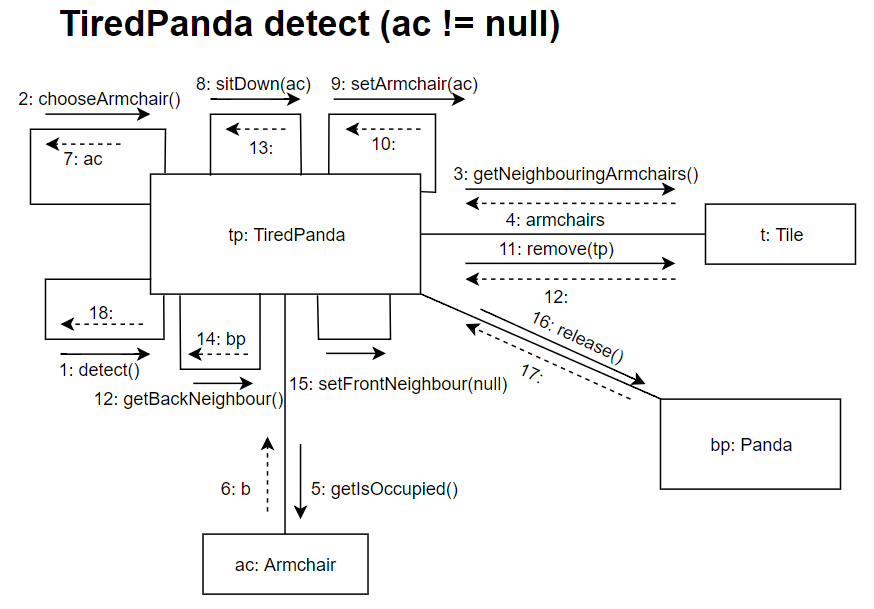 TiredPanda detect (ac != null)
8: sitDown(ac)
9: setArmchair(ac)
2: chooseArmchair()
13:
10:
7: ac
3: getNeighbouringArmchairs()
4: armchairs
tp: TiredPanda
t: Tile
11: remove(tp)
12:
18:
16: release()
14: bp
17:
1: detect()
15: setFrontNeighbour(null)
12: getBackNeighbour()
bp: Panda
6: b
5: getIsOccupied()
ac: Armchair